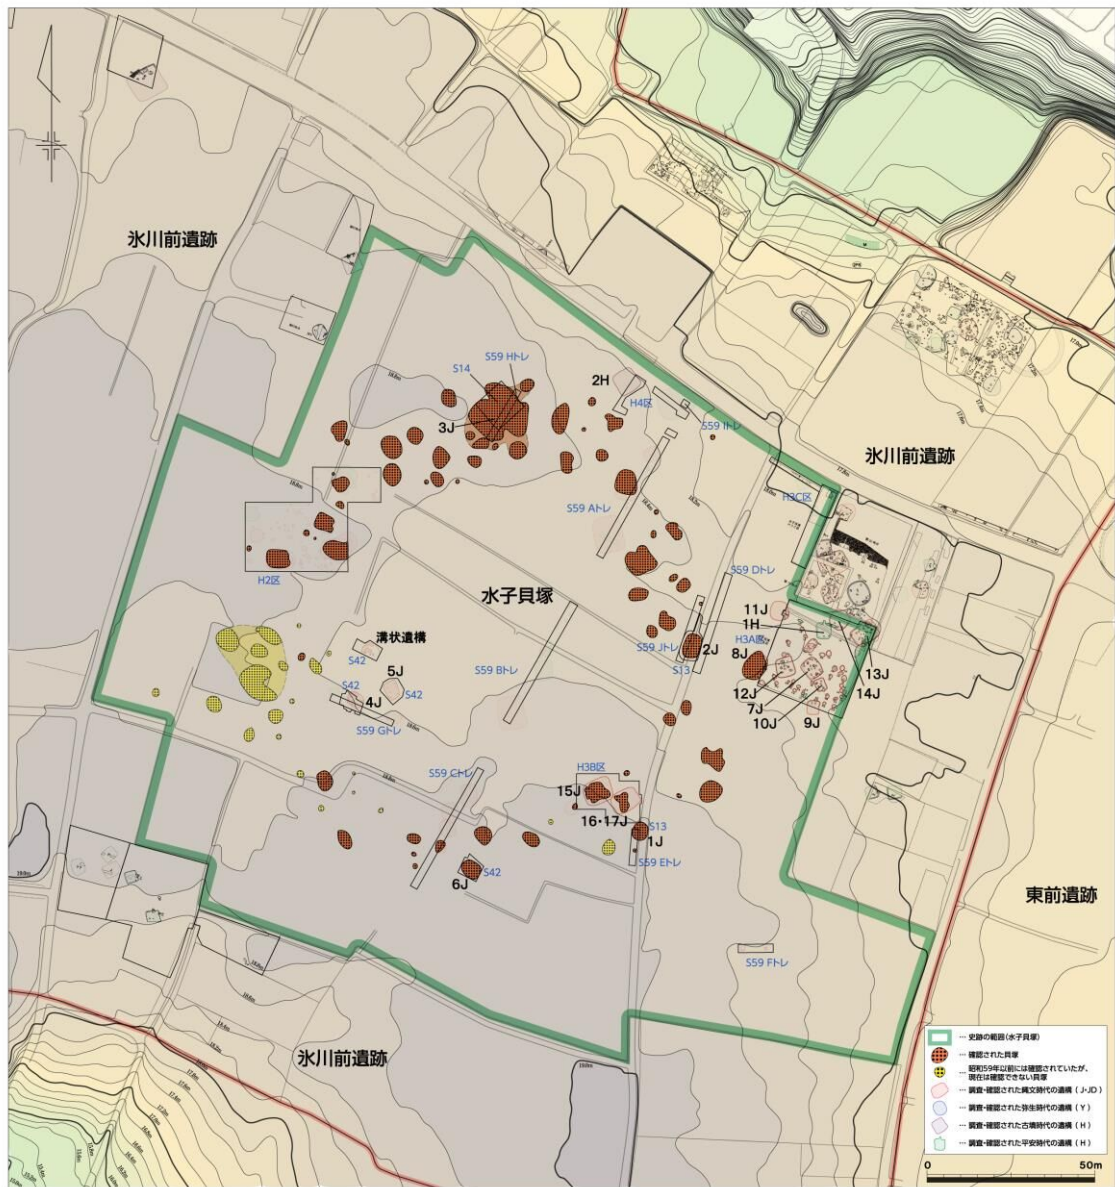 氷川前遺跡
S59 Hトレ
S14
3J
2H
H4区
S59 Iトレ
氷川前遺跡
H3C区
S59 Aトレ
H2区
S59 Dトレ
水子貝塚
11J
1H
溝状遺構
S42
S59 Jトレ
2J
S13
H3A区
8J
13J
14J
12J
7J
10J
9J
S59 Bトレ
5J
S42
S42
4J
S59 Gトレ
S59 Cトレ
H3B区
15J
16・17J
S13
1J
S59 Eトレ
6J
S42
東前遺跡
S59 Fトレ
氷川前遺跡
… 史跡の範囲(水子貝塚)
… 確認された貝塚
… 昭和59年以前には確認されていたが、
現在は確認できない貝塚
… 調査・確認された縄文時代の遺構 ( J・JD )
… 調査・確認された弥生時代の遺構 ( Y )
… 調査・確認された古墳時代の遺構 ( H )
… 調査・確認された平安時代の遺構 ( H )
0 50m